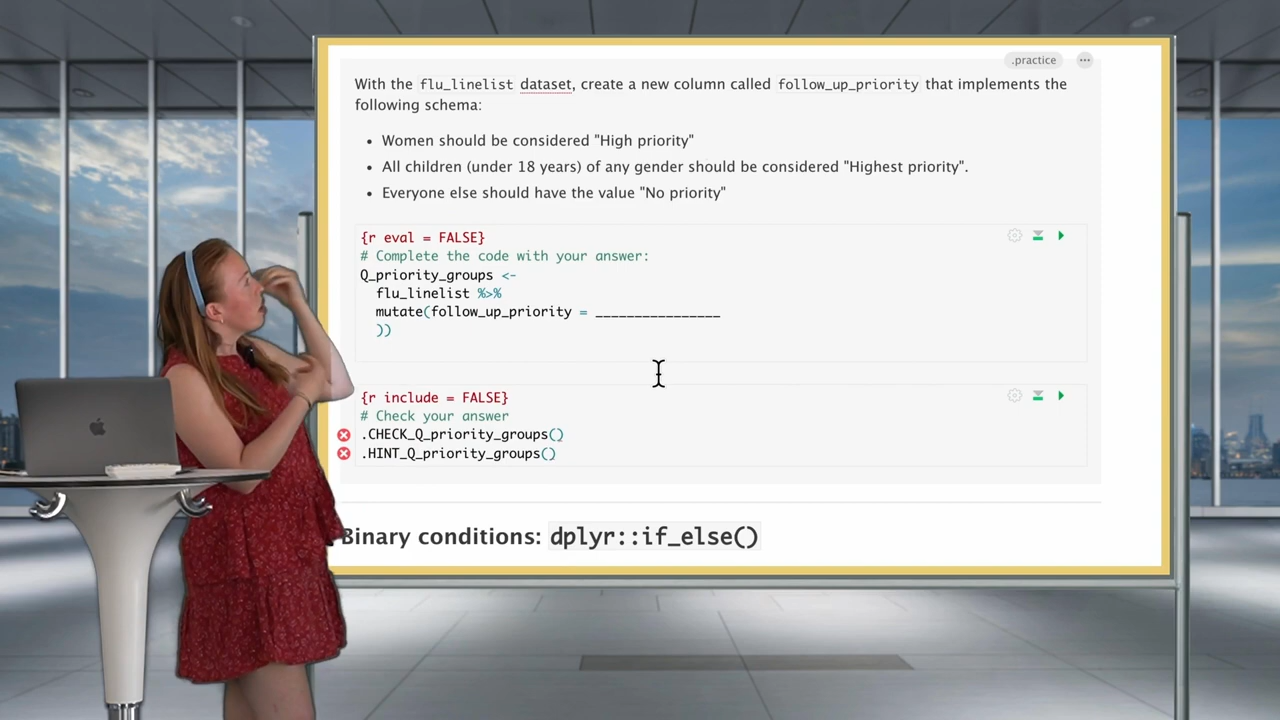 .practice
With the flu_linelist dataset, create a new column called follow_up_priority that implements the
following schema:
• Women should be considered "High priority"
• All children (under 18 years) of any gender should be considered "Highest priority".
• Everyone else should have the value "No priority"
{r eval = FALSE}
# Complete the code with your answer:
Q_priority_groups <-
flu_linelist %>%
mutate(follow_up_priority = ________________
))
{r include = FALSE}
# Check your answer
.CHECK_Q_priority_groups()
.HINT_Q_priority_groups()
Binary conditions: dplyr::if_else()